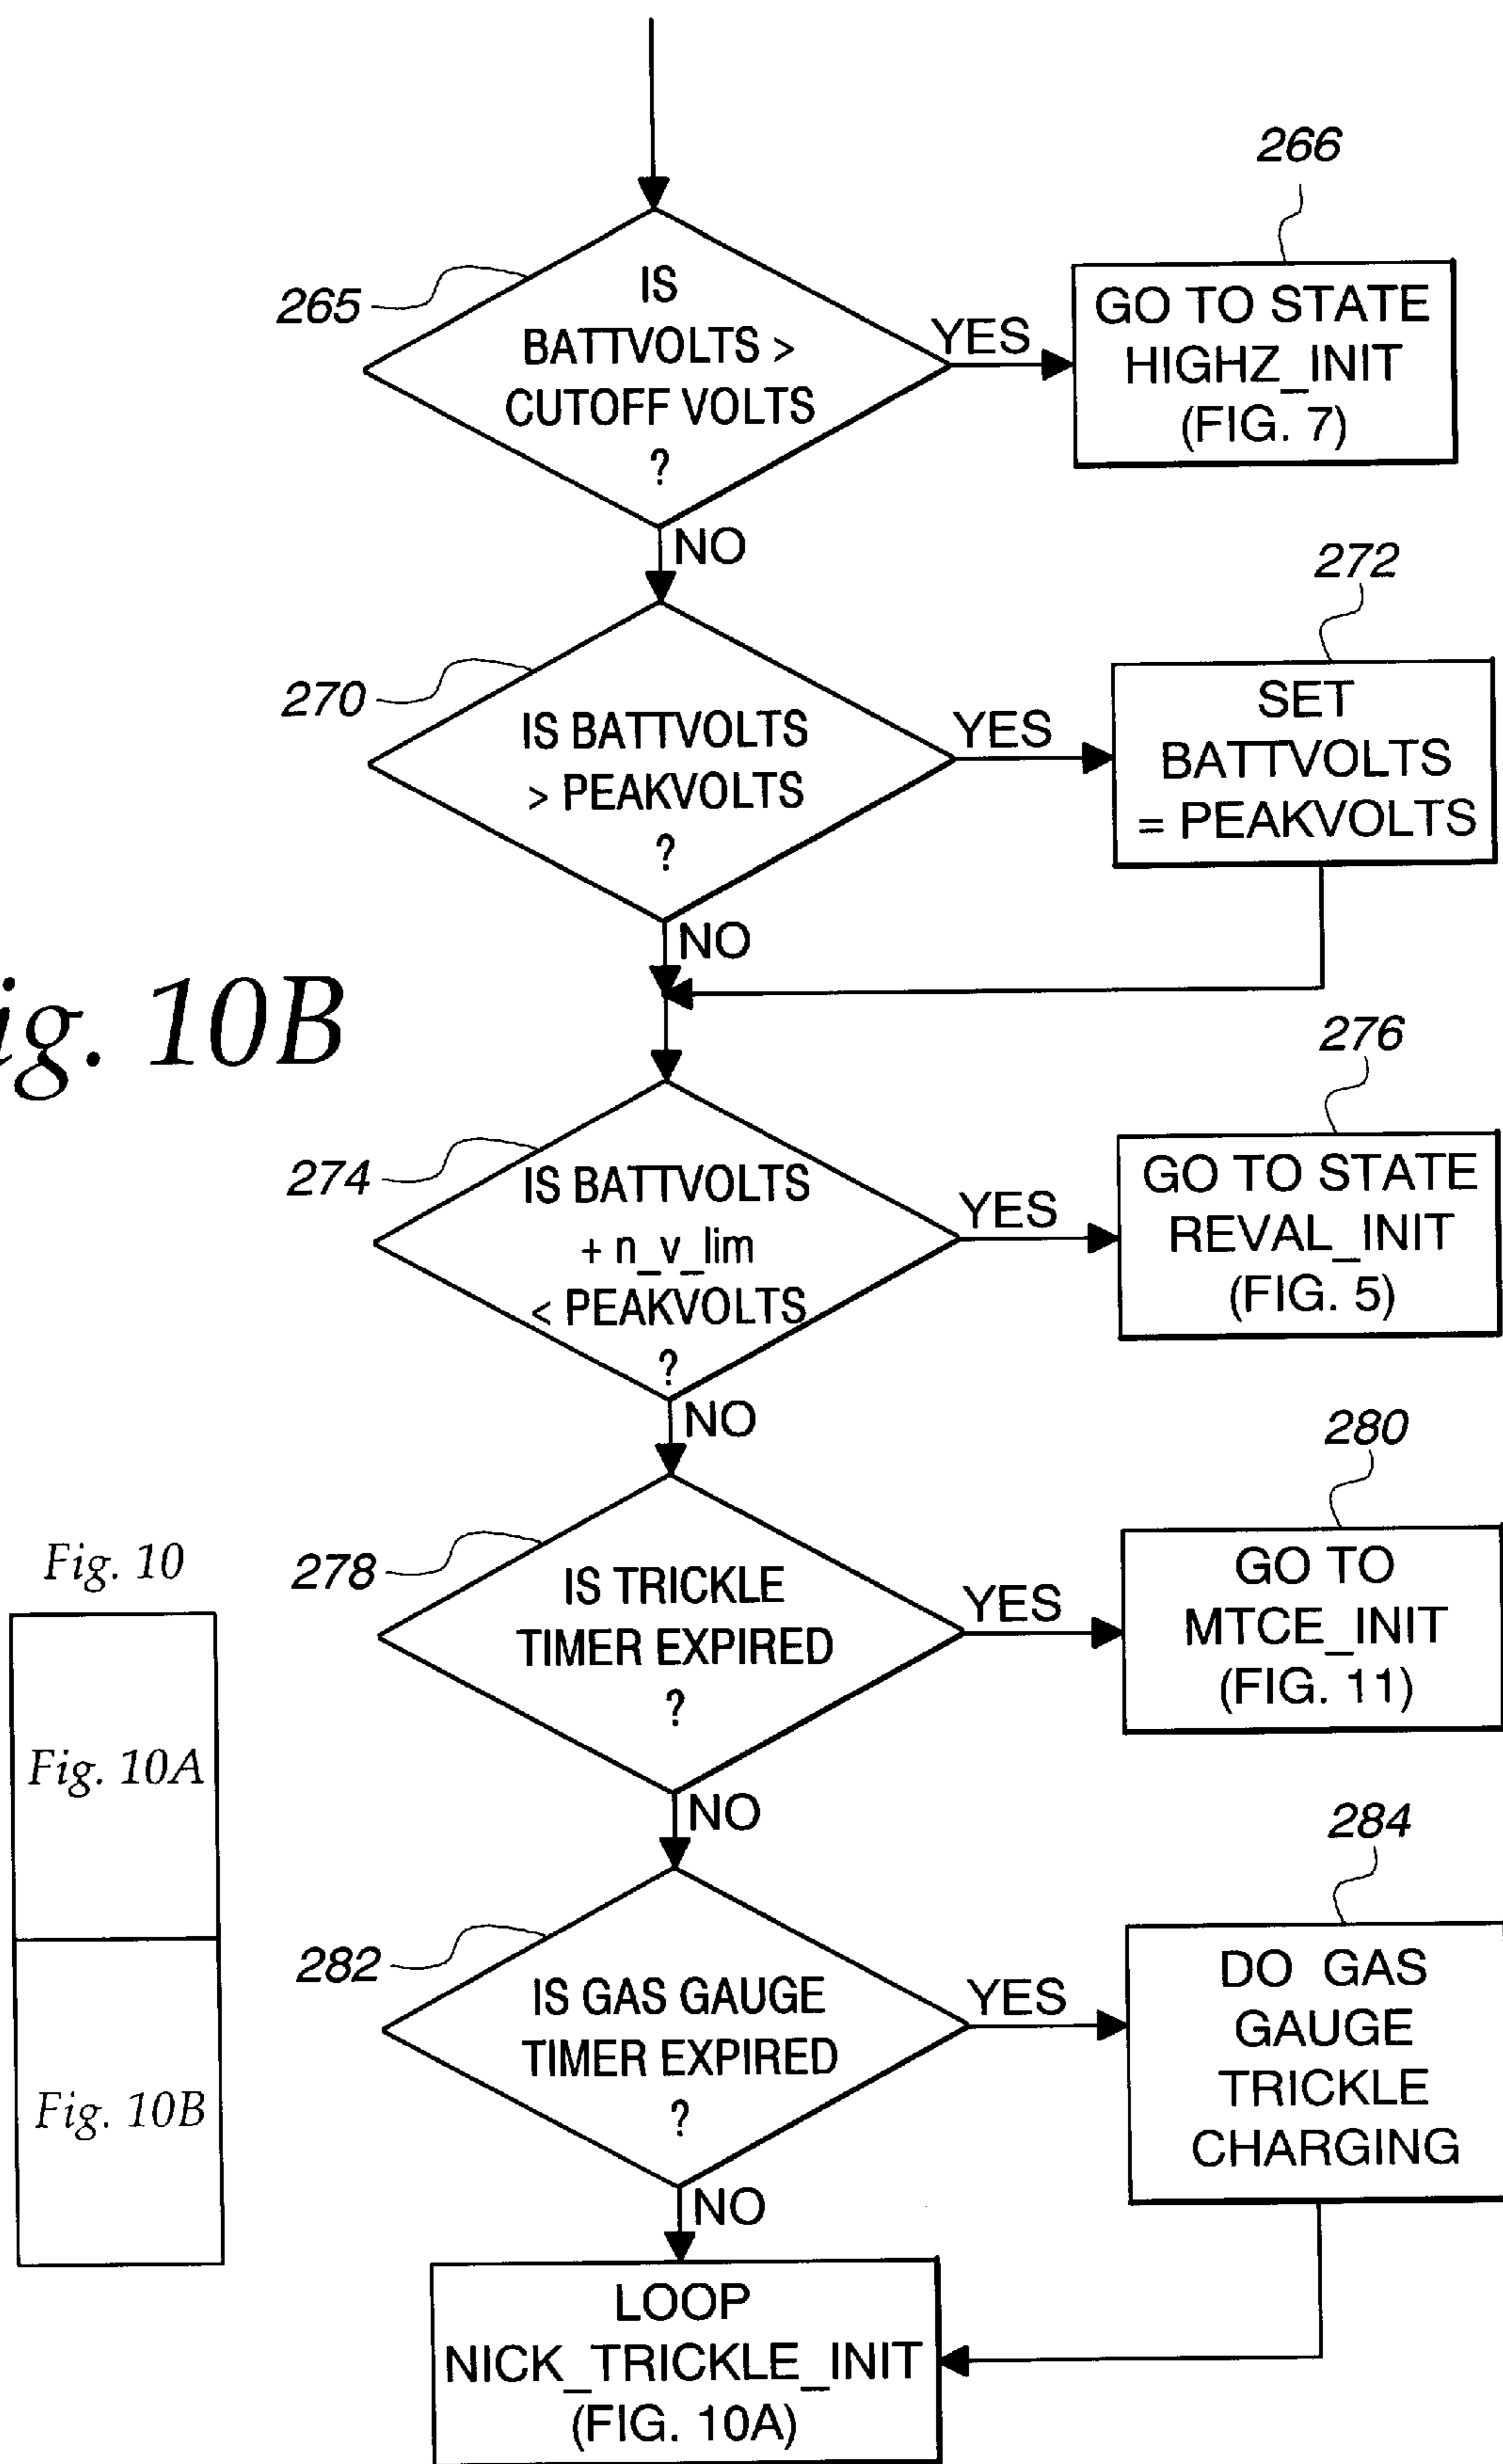 266
265
IS
BATTVOLTS >
CUTOFF VOLTS
?
YES
GO TO STATE
HIGHZ_INIT
(FIG. 7)
NO
272
270
IS BATTVOLTS
> PEAKVOLTS
?
YES
SET
BATTVOLTS
= PEAKVOLTS
NO
ig. 10B
276
274
IS BATTVOLTS
+ n_v_lim
< PEAKVOLTS
?
YES
GO TO STATE
REVAL_INIT
(FIG. 5)
NO
280
278
IS TRICKLE
TIMER EXPIRED
?
YES
GO TO
MTCE_INIT
(FIG. 11)
NO
Fig. 10
Fig. 10A
Fig. 10B
284
282
IS GAS GAUGE
TIMER EXPIRED
?
YES
DO GAS
GAUGE
TRICKLE
CHARGING
NO
LOOP
NICK_TRICKLE_INIT
(FIG. 10A)